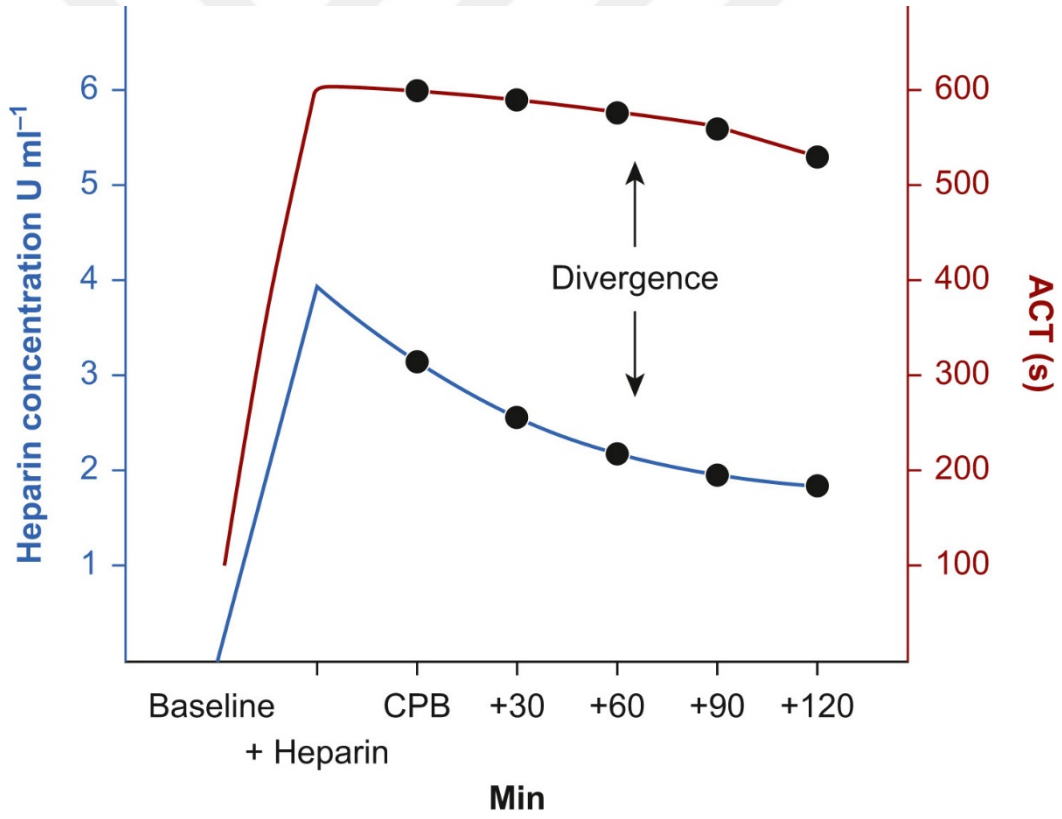 Heparin concentration U ml⁻¹
6
5
4
3
2
1
600
500
400
300
200
100
ACT (s)
Divergence
Baseline
+ Heparin
CPB
+30
+60
+90
+120
Min